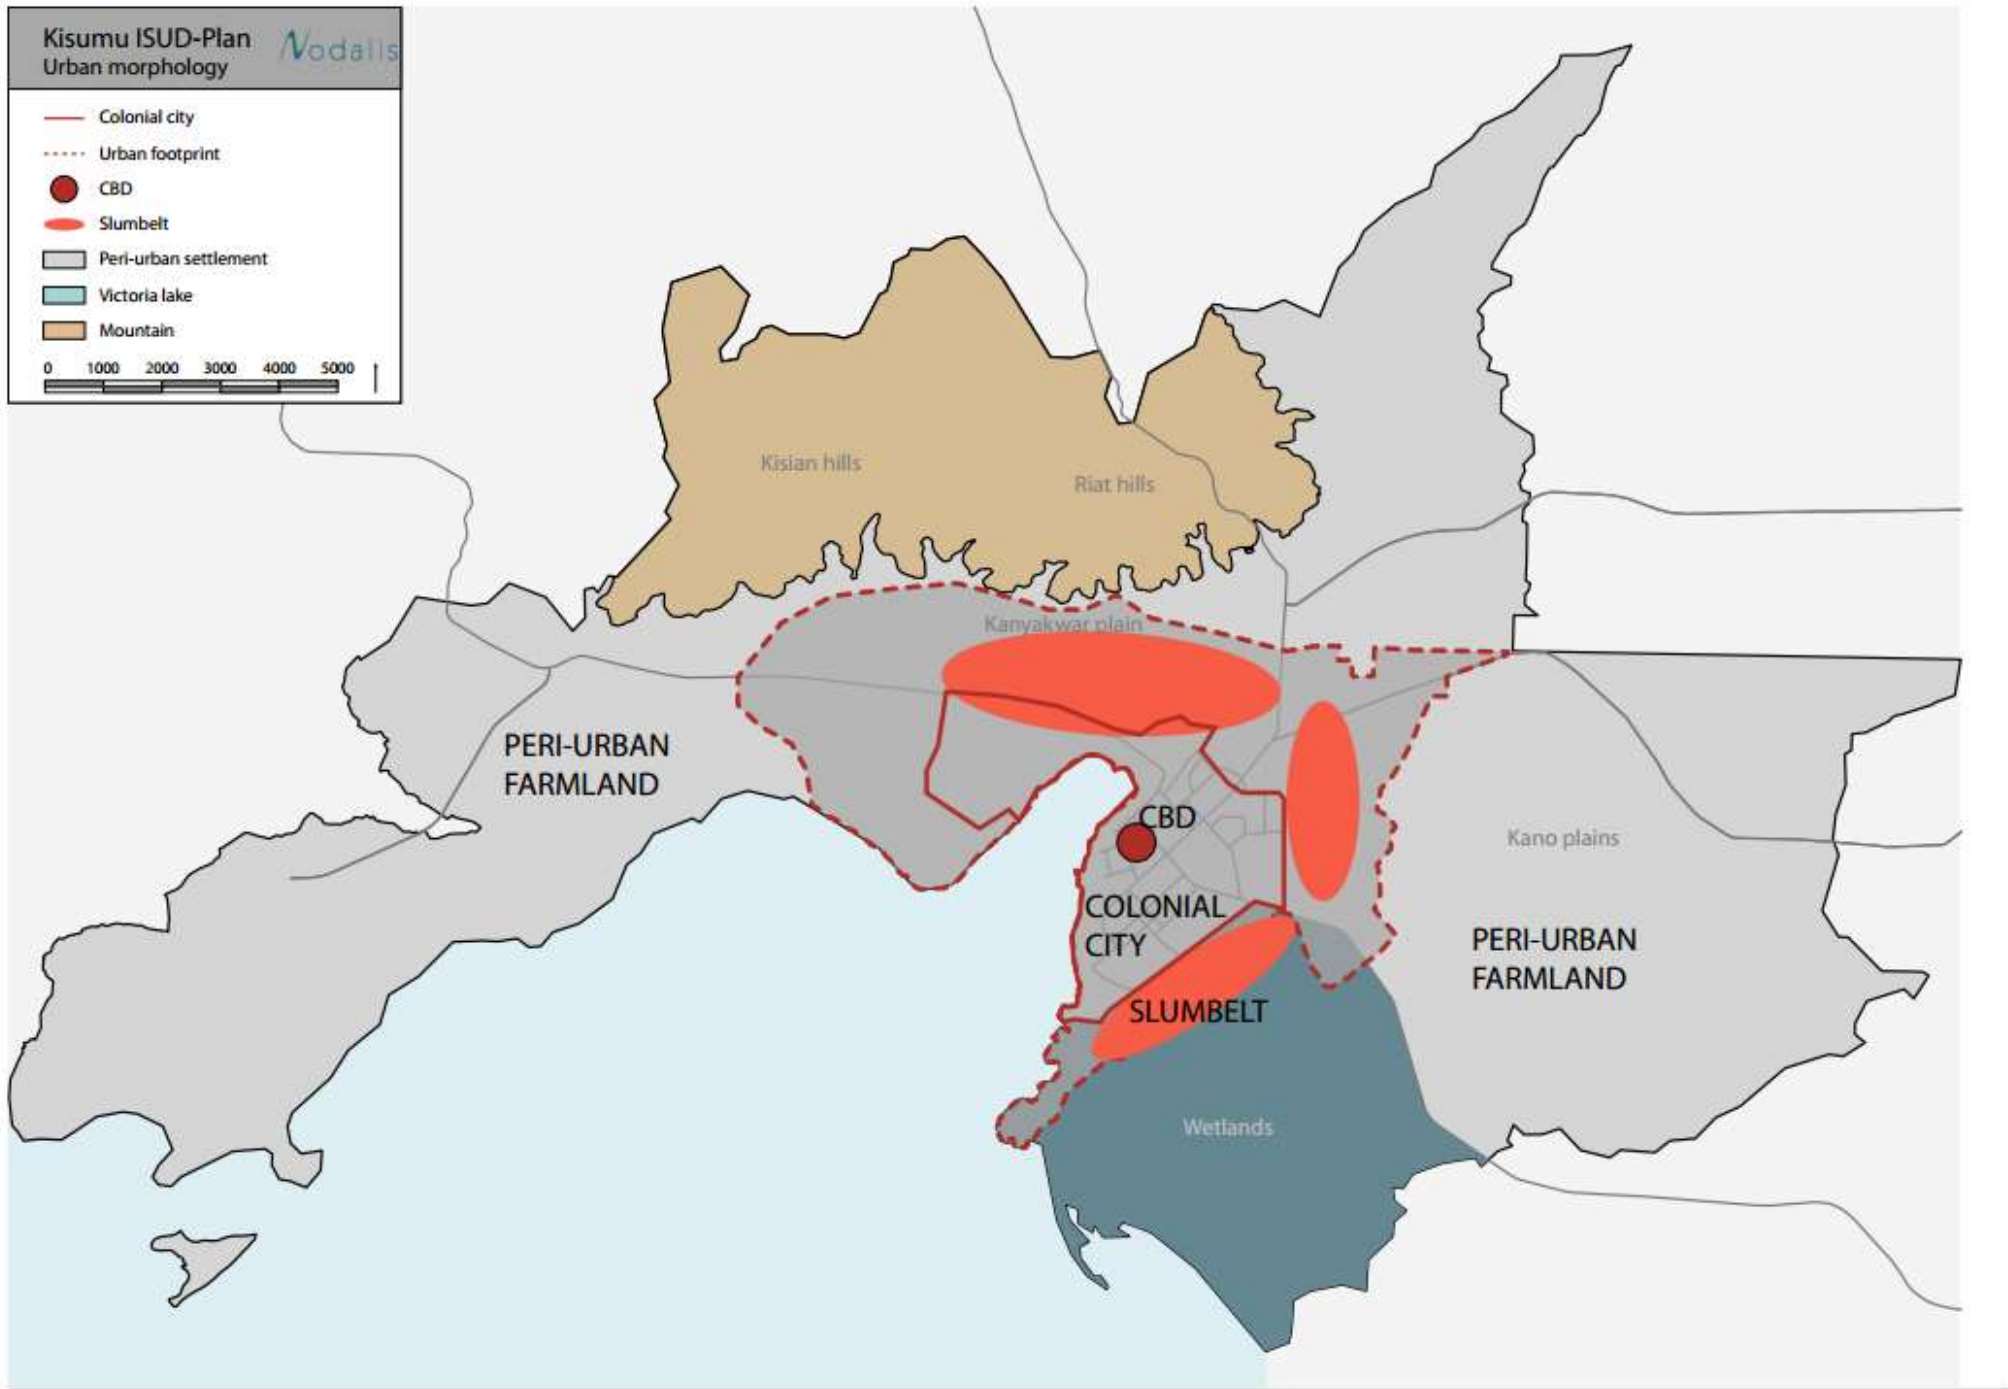 Kisumu ISUD-Plan
Nodalis
Urban morphology
Colonial city
Urban footprint
CBD
Slumbelt
Peri-urban settlement
Victoria lake
Mountain
0 1000 2000 3000 4000 5000
Kisian hills
Riat hills
Kanyakwar plain
PERI-URBAN
FARMLAND
CBD
Kano plains
COLONIAL
CITY
PERI-URBAN
FARMLAND
SLUMBELT
Wetlands